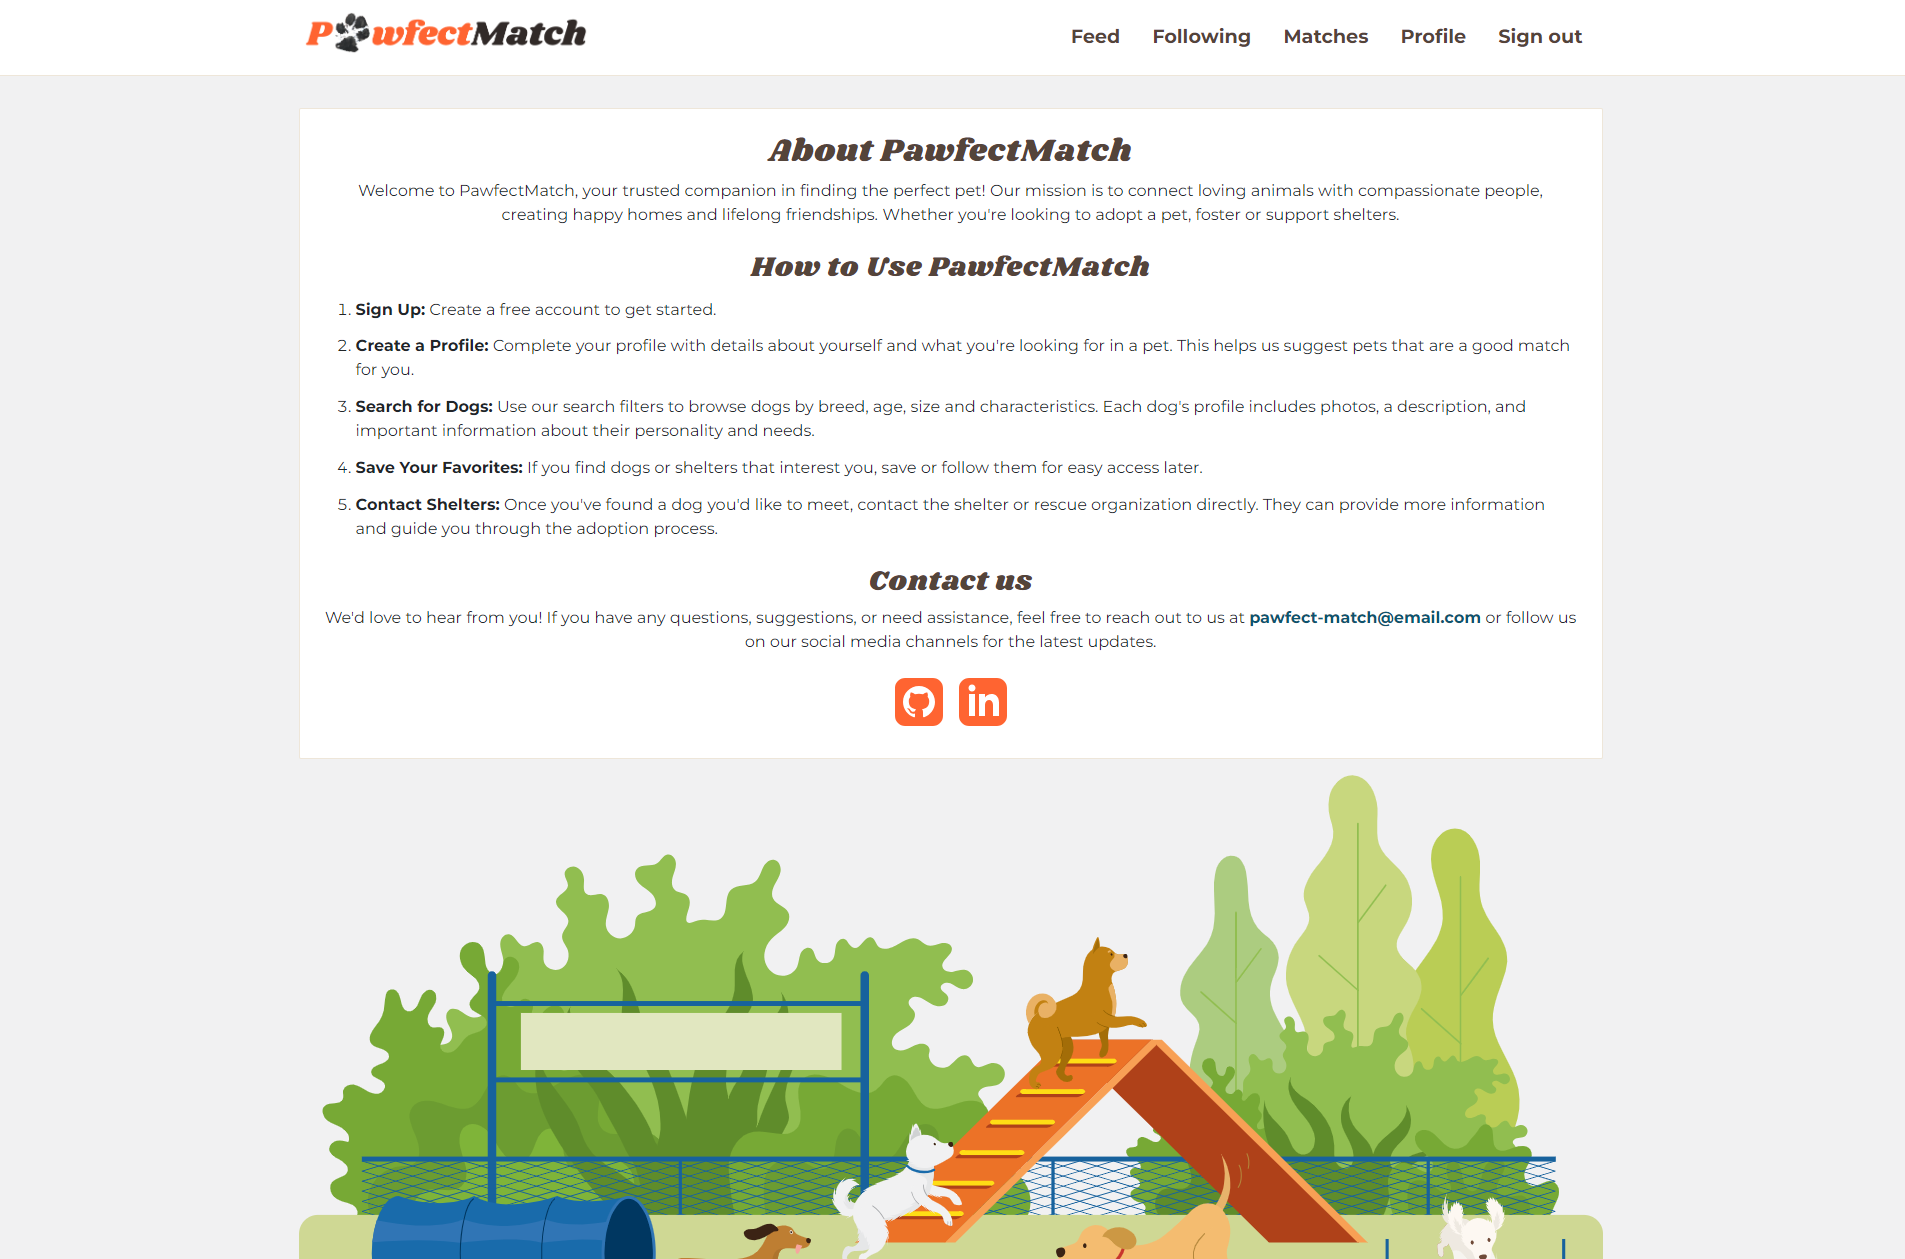 PawfectMatch
Feed Following Matches Profile Sign out
About PawfectMatch
Welcome to PawfectMatch, your trusted companion in finding the perfect pet! Our mission is to connect loving animals with compassionate people,
creating happy homes and lifelong friendships. Whether you're looking to adopt a pet, foster or support shelters.
How to Use PawfectMatch
1. Sign Up: Create a free account to get started.
2. Create a Profile: Complete your profile with details about yourself and what you're looking for in a pet. This helps us suggest pets that are a good match
for you.
3. Search for Dogs: Use our search filters to browse dogs by breed, age, size and characteristics. Each dog's profile includes photos, a description, and
important information about their personality and needs.
4. Save Your Favorites: If you find dogs or shelters that interest you, save or follow them for easy access later.
5. Contact Shelters: Once you've found a dog you'd like to meet, contact the shelter or rescue organization directly. They can provide more information
and guide you through the adoption process.
Contact us
We'd love to hear from you! If you have any questions, suggestions, or need assistance, feel free to reach out to us at pawfect-match@email.com or follow us
on our social media channels for the latest updates.
in